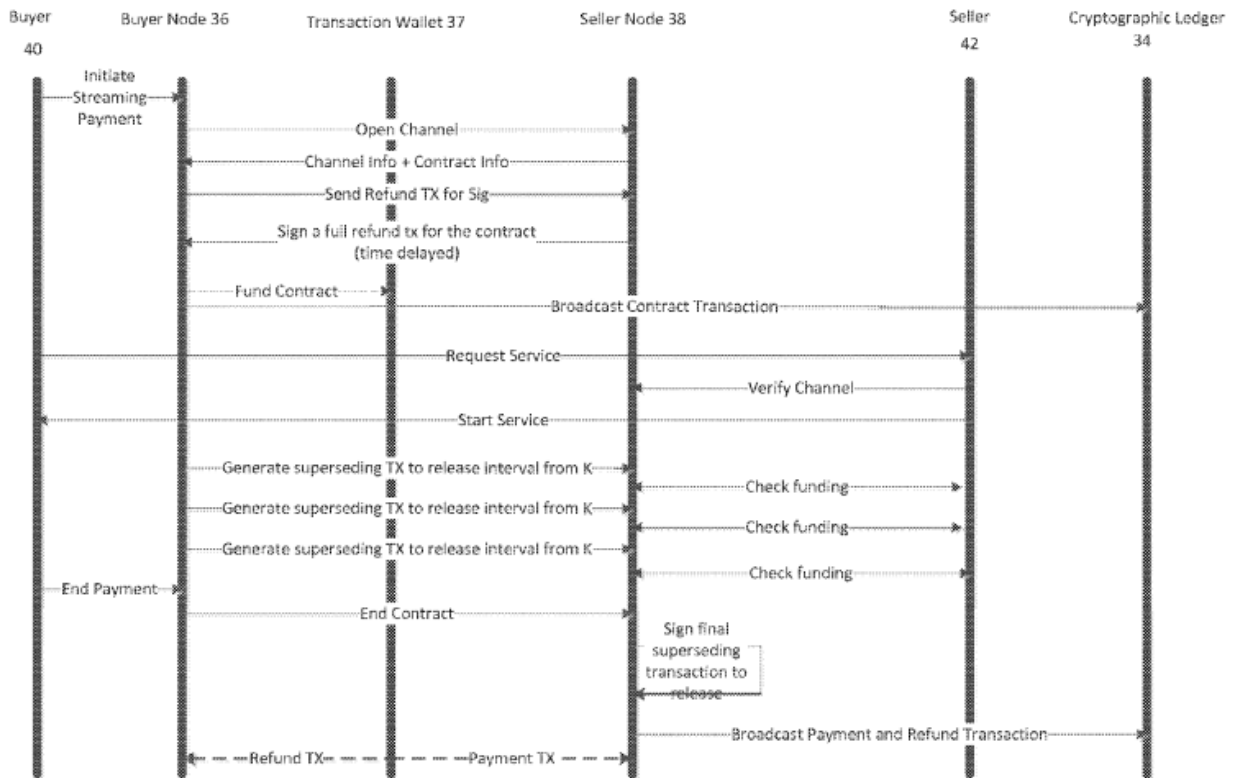 Buyer
40
Buyer Node 36
Transaction Wallet 37
Seller Node 38
Seller
42
Cryptographic Ledger
34
Initiate
Streaming
Payment
Open Channel
Channel Info + Contract Info
Send Refund TX for Sig
Sign a full refund tx for the contract
(time delayed)
Fund Contract
Broadcast Contract Transaction
Request Service
Verify Channel
Start Service
Generate superseding TX to release interval from K
Check funding
Generate superseding TX to release interval from K
Check funding
Generate superseding TX to release interval from K
Check funding
End Payment
End Contract
Sign final
superseding
transaction to
release
Broadcast Payment and Refund Transaction
Refund TX
Payment TX